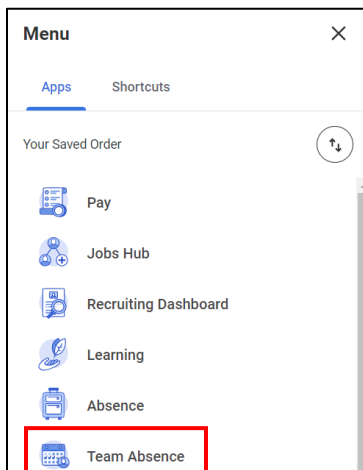 Menu
Apps Shortcuts
Your Saved Order
Pay
Jobs Hub
Recruiting Dashboard
Learning
Absence
Team Absence